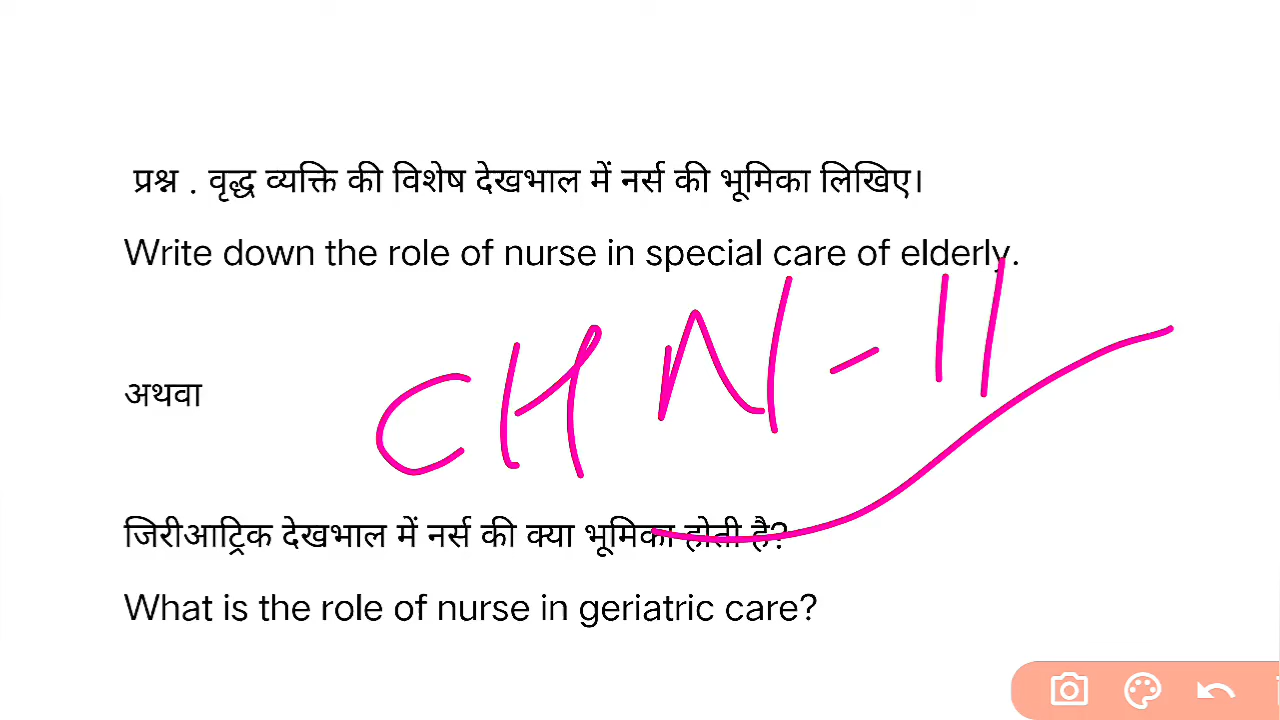 प्रश्न . वृद्ध व्यक्ति की विशेष देखभाल में नर्स की भूमिका लिखिए।
Write down the role of nurse in special care of elderly.
CHN-II
अथवा
जिरीआट्रिक देखभाल में नर्स की क्या भूमिका होती है?
What is the role of nurse in geriatric care?